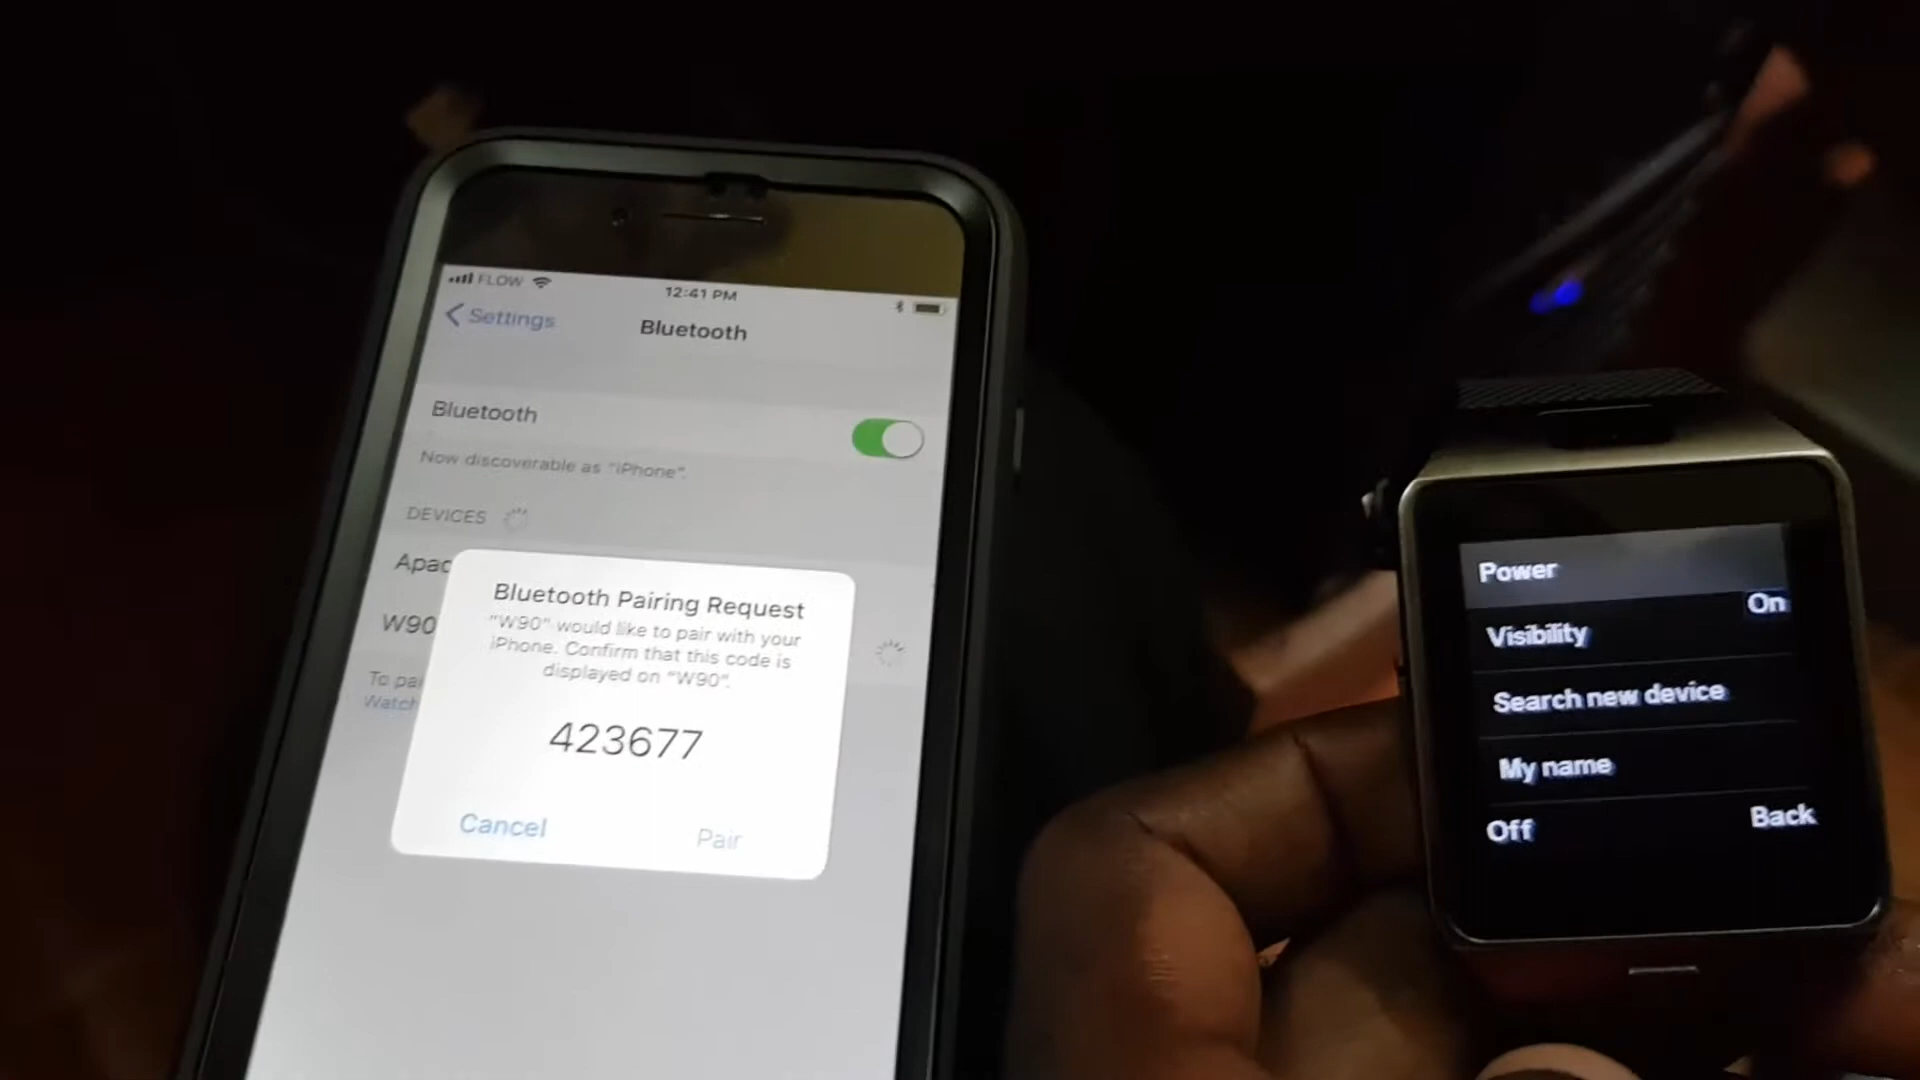 FLOW
12:41 PM
Settings
Bluetooth
Bluetooth
Now discoverable as "iPhone".
DEVICES
W90
To
Watch
Bluetooth Pairing Request
"W90" would like to pair with your
iPhone. Confirm that this code is
displayed on "W90".
423677
Cancel
Pair
Power
On
Visibility
Search new device
My name
Off
Back